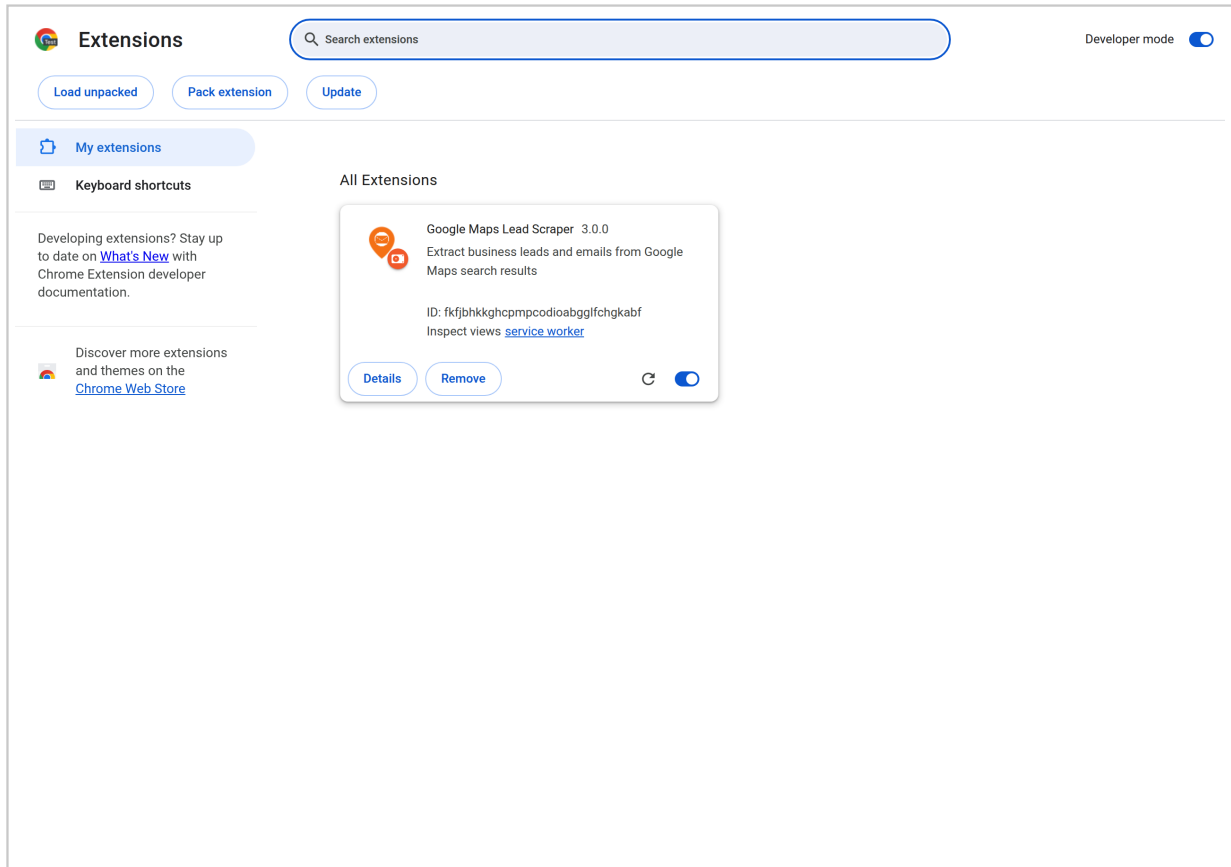 Extensions
Search extensions
Developer mode
Load unpacked
Pack extension
Update
My extensions
Keyboard shortcuts
Developing extensions? Stay up
to date on What's New with
Chrome Extension developer
documentation.
Discover more extensions
and themes on the
Chrome Web Store
All Extensions
Google Maps Lead Scraper 3.0.0
Extract business leads and emails from Google
Maps search results
ID: fkfjbhkkghcpmpcodioabgglfchgkabf
Inspect views service worker
Details
Remove